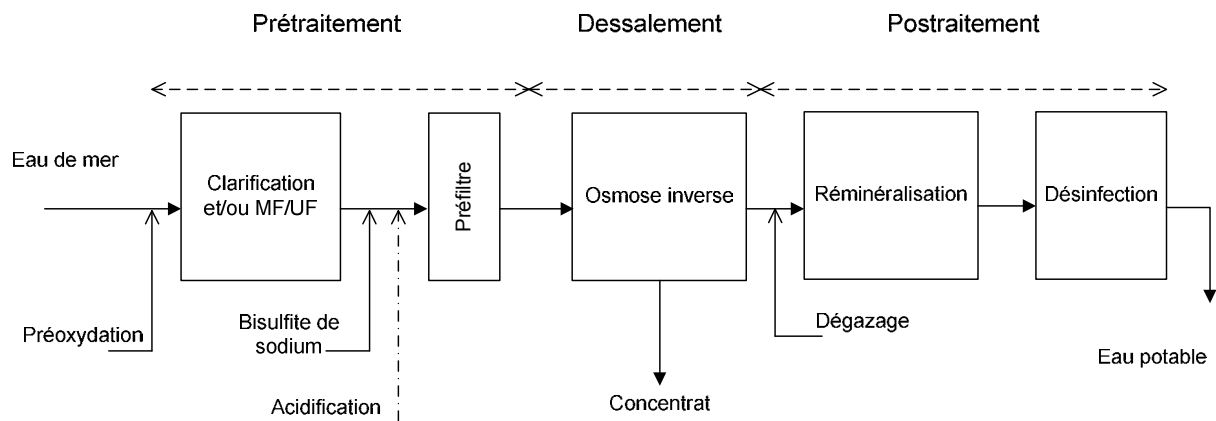 Prétraitement
Dessalement
Postraitement
Eau de mer
Clarification
et/ou MF/UF
Préfiltre
Osmose inverse
Réminéralisation
Désinfection
Préoxydation
Bisulfite de
sodium
Dégazage
Eau potable
Acidification
Concentrat